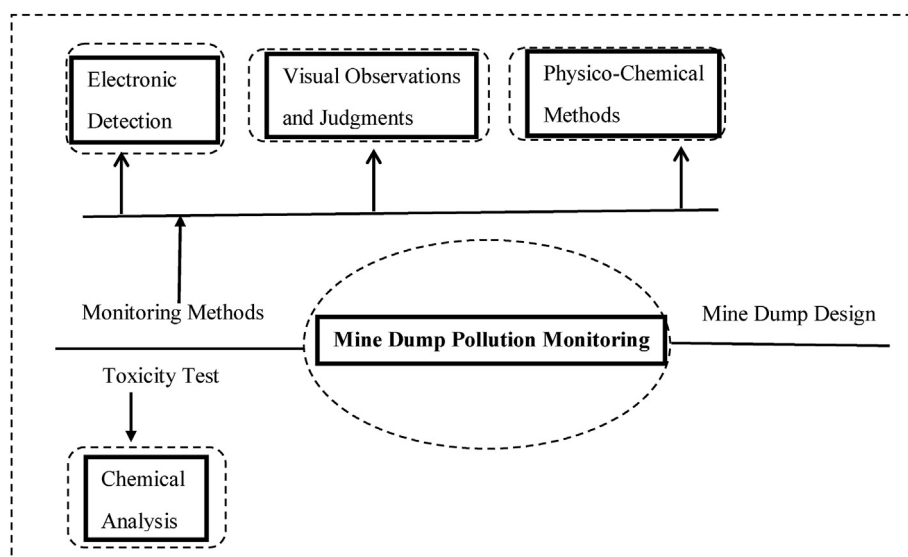 Electronic
Detection
Visual Observations
and Judgments
Physico-Chemical
Methods
Monitoring Methods
Mine Dump Pollution Monitoring
Mine Dump Design
Toxicity Test
Chemical
Analysis